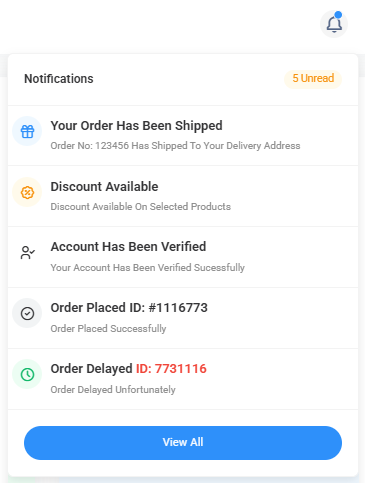 Notifications
5 Unread
Your Order Has Been Shipped
Order No: 123456 Has Shipped To Your Delivery Address
Discount Available
Discount Available On Selected Products
Account Has Been Verified
Your Account Has Been Verified Sucessfully
Order Placed ID: #1116773
Order Placed Successfully
Order Delayed ID: 7731116
Order Delayed Unfortunately
View All